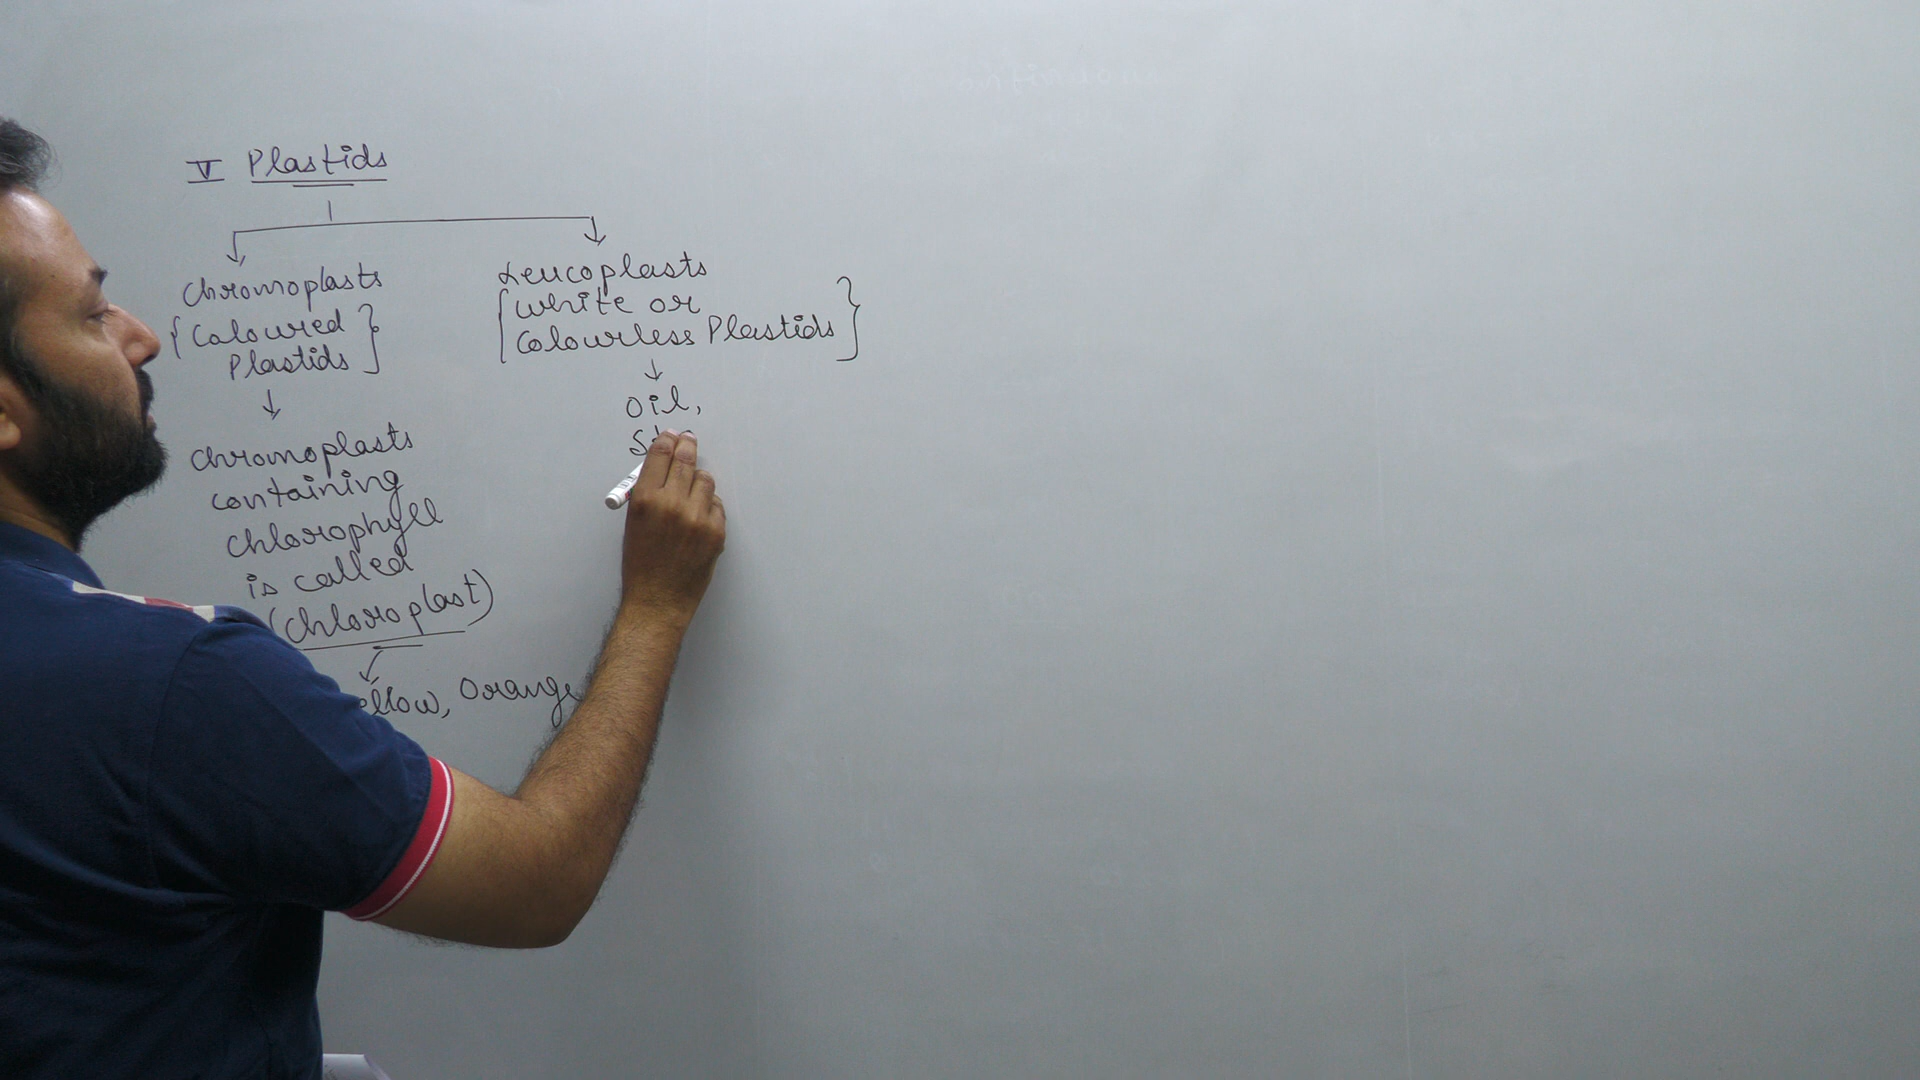 V Plastids
Chromoplasts
{Coloured
Plastids}
Chromoplasts
containing
chlorophyll
is called
(Chloroplast)
ellow, Orange
Leucoplasts
{White or
Colourless Plastids}
Oil,